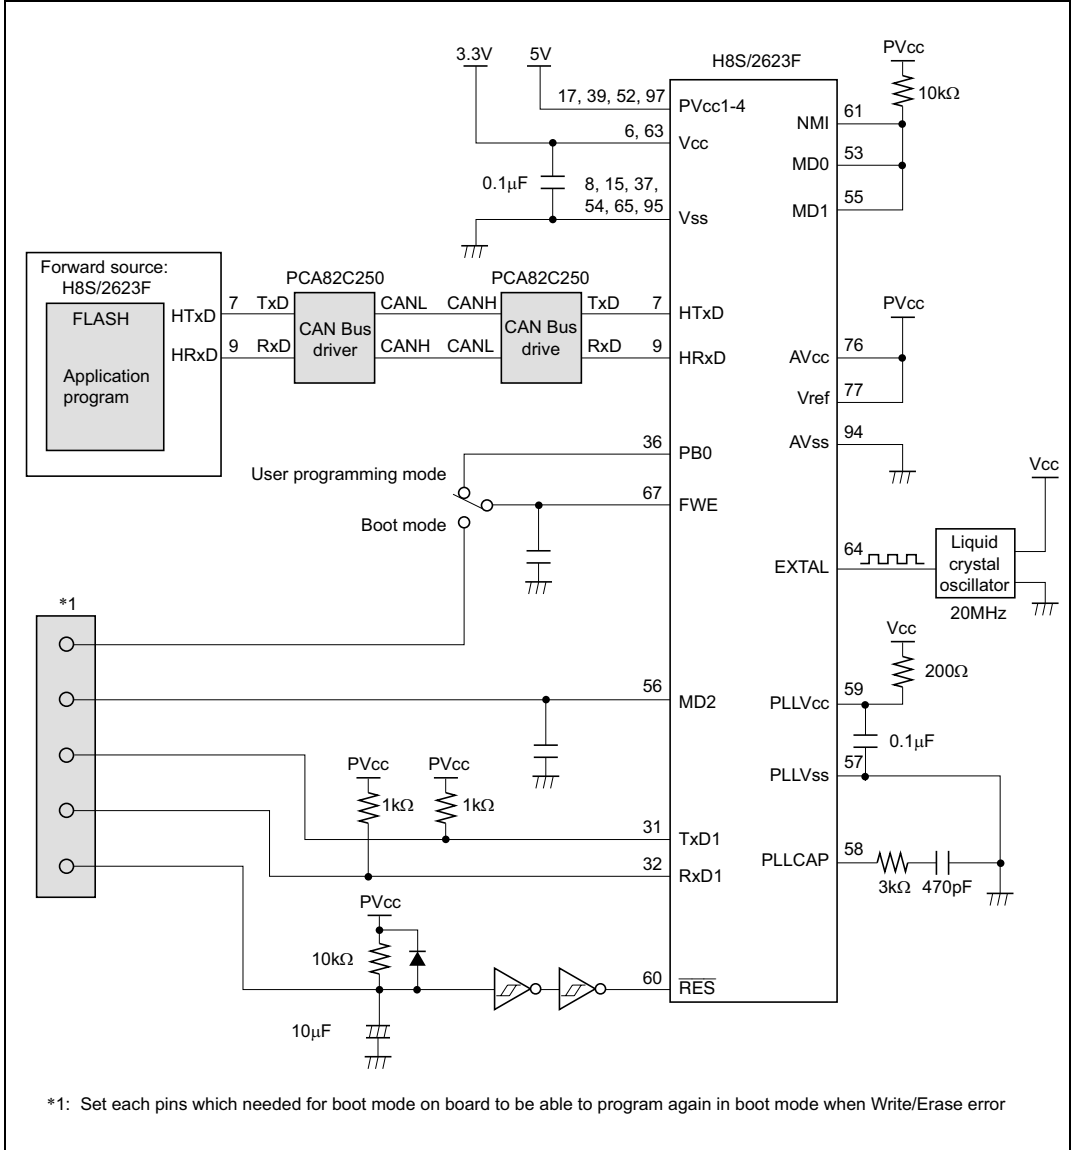 3.3V
5V
H8S/2623F
PVcc
10kΩ
17, 39, 52, 97
PVcc1-4
NMI
61
6, 63
Vcc
MD0
53
0.1µF
8, 15, 37,
54, 65, 95
Vss
MD1
55
Forward source:
H8S/2623F
FLASH
Application
program
HTxD
7
TxD
HRxD
9
RxD
PCA82C250
CAN Bus
driver
CANL
CANH
CANH
CANL
PCA82C250
CAN Bus
drive
TxD
7
HTxD
RxD
9
HRxD
PVcc
AVcc
76
Vref
77
AVss
94
36
PB0
User programming mode
67
FWE
Boot mode
Vcc
EXTAL
64
Liquid
crystal
oscillator
20MHz
*1
Vcc
200Ω
56
MD2
PLLVcc
59
0.1µF
PLLVss
57
PVcc
1kΩ
PVcc
1kΩ
31
TxD1
32
RxD1
PLLCAP
58
3kΩ
470pF
PVcc
10kΩ
60
RES
10µF
*1: Set each pins which needed for boot mode on board to be able to program again in boot mode when Write/Erase error